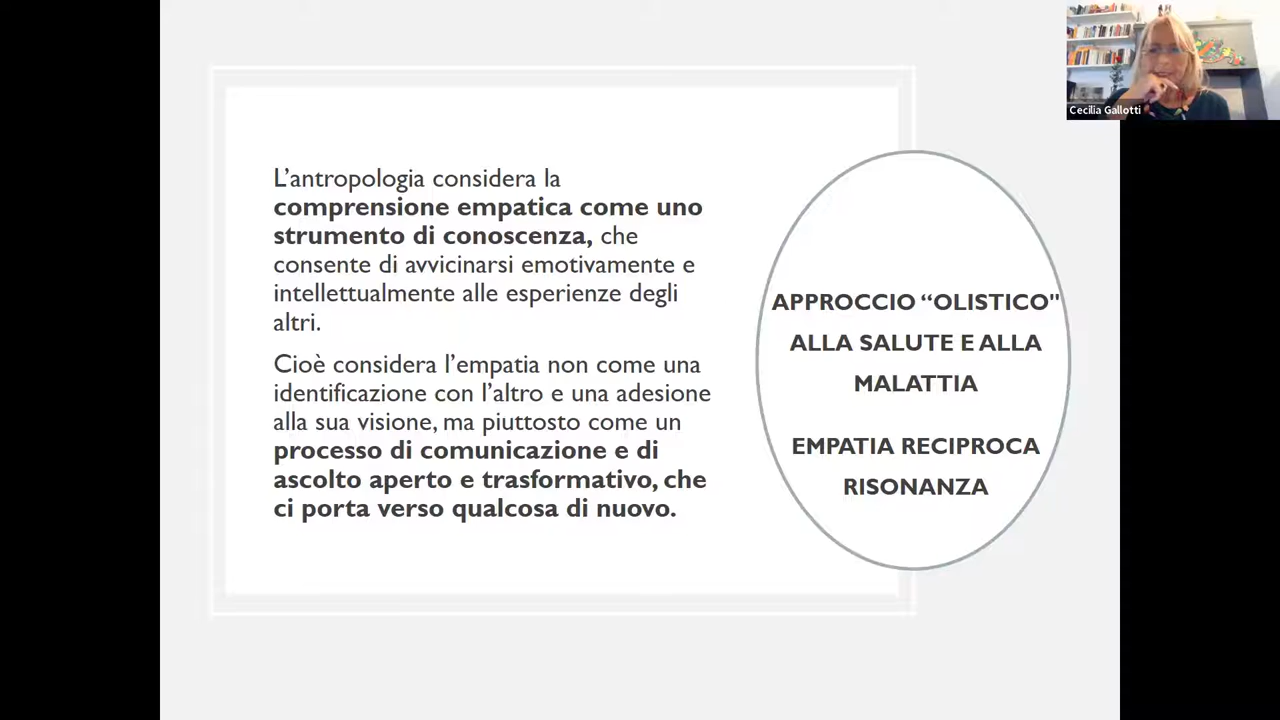 Cecilia Gallotti
L’antropologia considera la
comprensione empatica come uno
strumento di conoscenza, che
consente di avvicinarsi emotivamente e
intellettualmente alle esperienze degli
altri.
Cioè considera l’empatia non come una
identificazione con l’altro e una adesione
alla sua visione, ma piuttosto come un
processo di comunicazione e di
ascolto aperto e trasformativo, che
ci porta verso qualcosa di nuovo.
APPROCCIO “OLISTICO"
ALLA SALUTE E ALLA
MALATTIA
EMPATIA RECIPROCA
RISONANZA